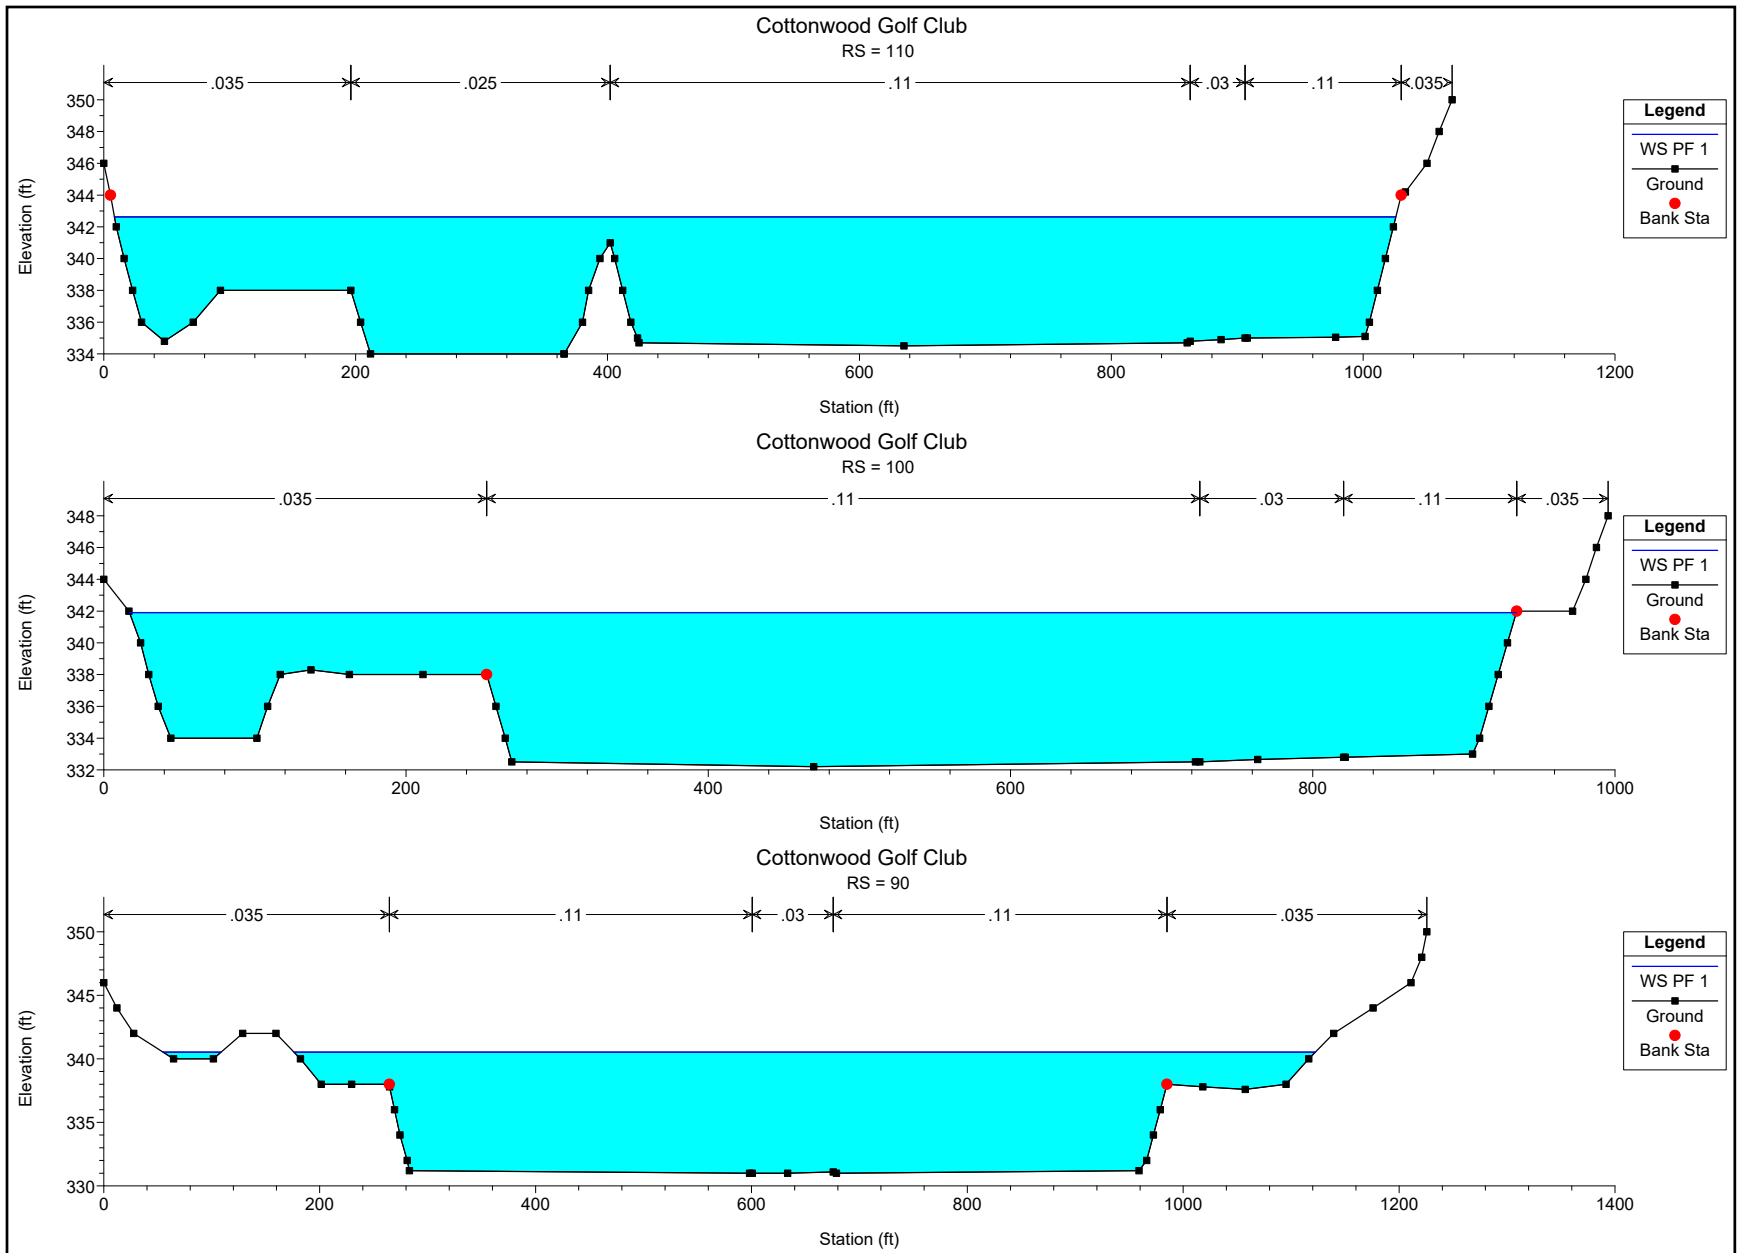 Cottonwood Golf Club
RS = 110
.035 .025 .11 .03 .11 .035
350
348
346
344
342
340
338
336
334
0 200 400 600 800 1000 1200
Elevation (ft)
Station (ft)
Legend
WS PF 1
Ground
Bank Sta
Cottonwood Golf Club
RS = 100
.035 .11 .03 .11 .035
348
346
344
342
340
338
336
334
332
0 200 400 600 800 1000
Elevation (ft)
Station (ft)
Legend
WS PF 1
Ground
Bank Sta
Cottonwood Golf Club
RS = 90
.035 .11 .03 .11 .035
350
345
340
335
330
0 200 400 600 800 1000 1200 1400
Elevation (ft)
Station (ft)
Legend
WS PF 1
Ground
Bank Sta